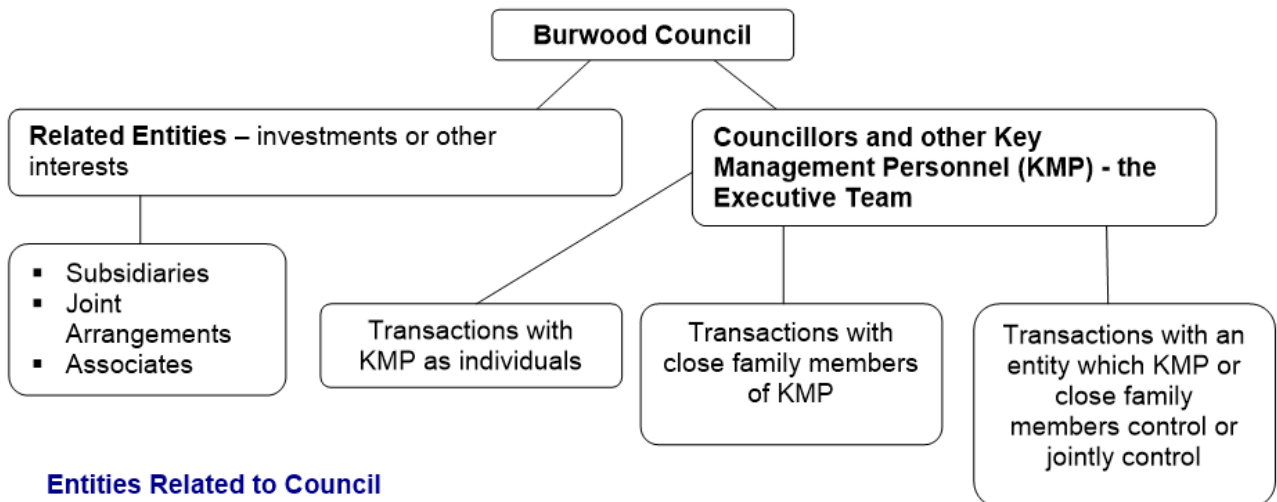 Burwood Council
Related Entities – investments or other
interests
Councillors and other Key
Management Personnel (KMP) - the
Executive Team
▪ Subsidiaries
▪ Joint
Arrangements
▪ Associates
Transactions with
KMP as individuals
Transactions with
close family members
of KMP
Transactions with an
entity which KMP or
close family
members control or
jointly control
Entities Related to Council